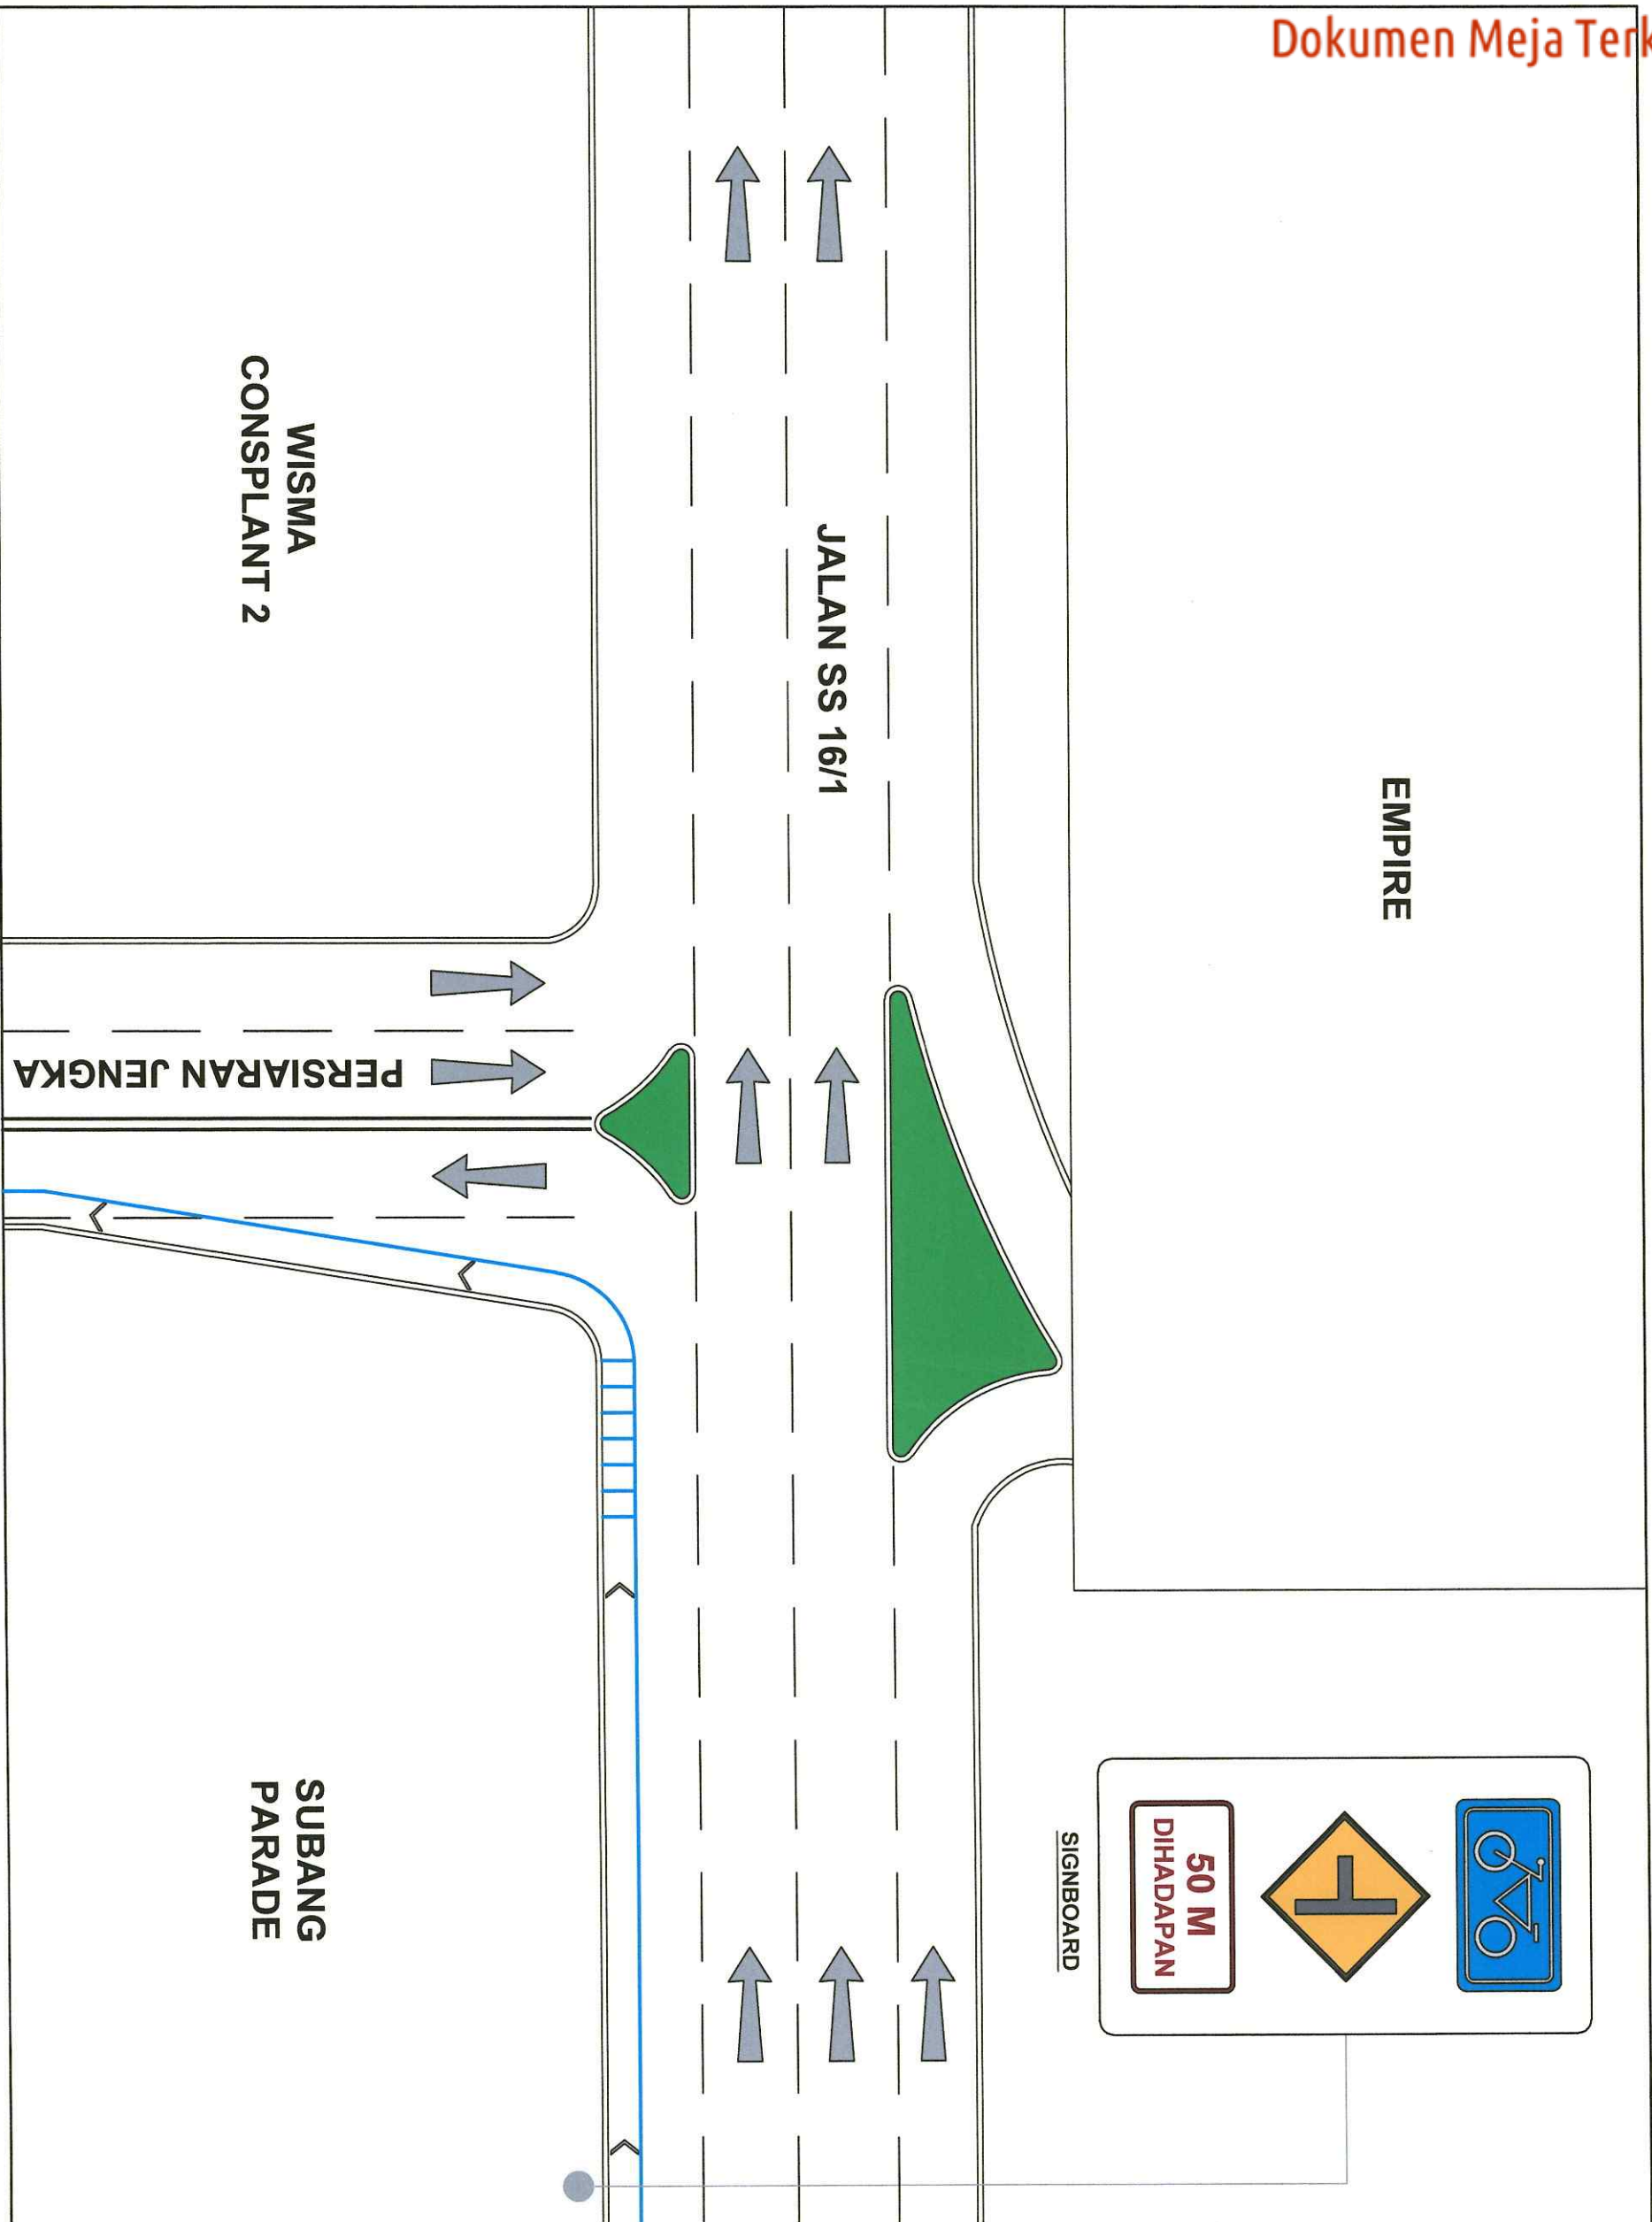 Dokumen Meja Terk
EMPIRE
JALAN SS 16/1
WISMA
CONSPLANT 2
PERSIARAN JENGKA
SUBANG
PARADE
50 M
DIHADAPAN
SIGNBOARD